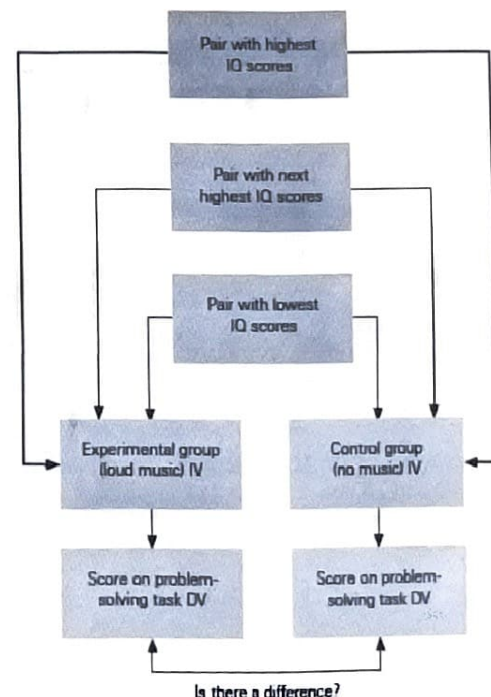 Pair with highest
IQ scores
Pair with next
highest IQ scores
Pair with lowest
IQ scores
Experimental group
(loud music) IV
Control group
(no music) IV
Score on problem-
solving task DV
Score on problem-
solving task DV
Is there a difference?